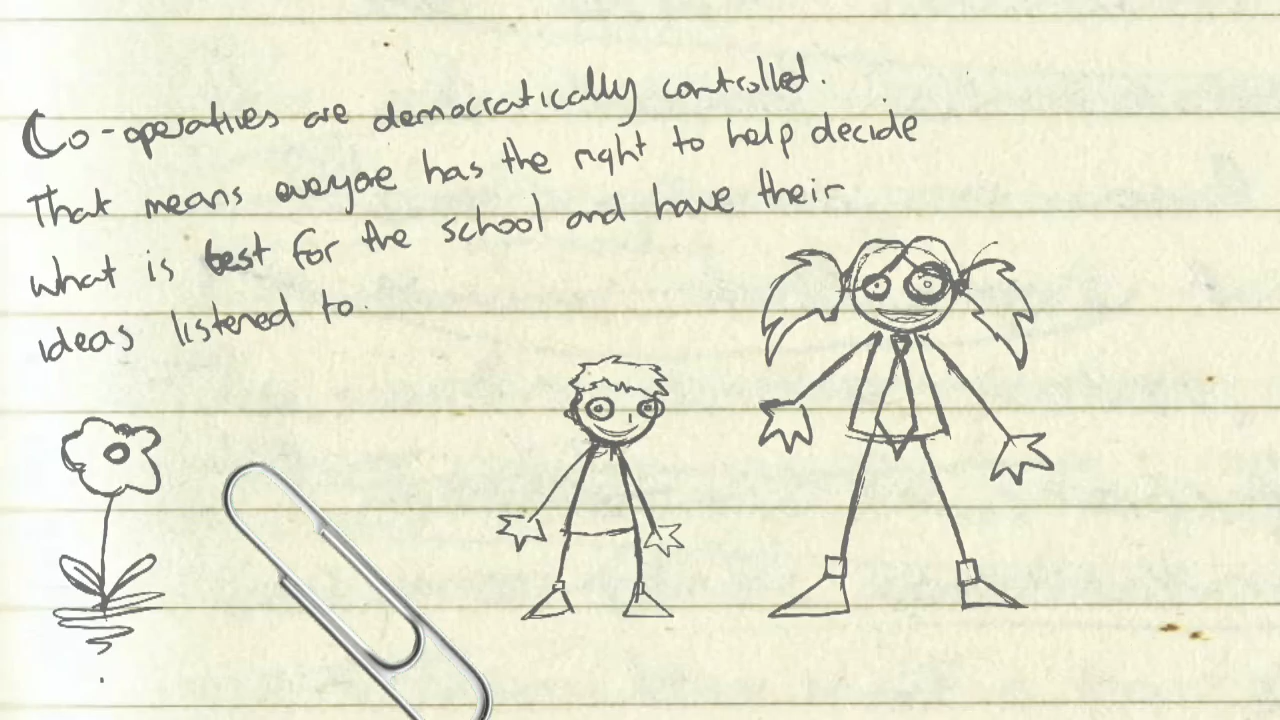 Co-operatives are democratically controlled.
That means everyone has the right to help decide
what is best for the school and have their
ideas listened to.